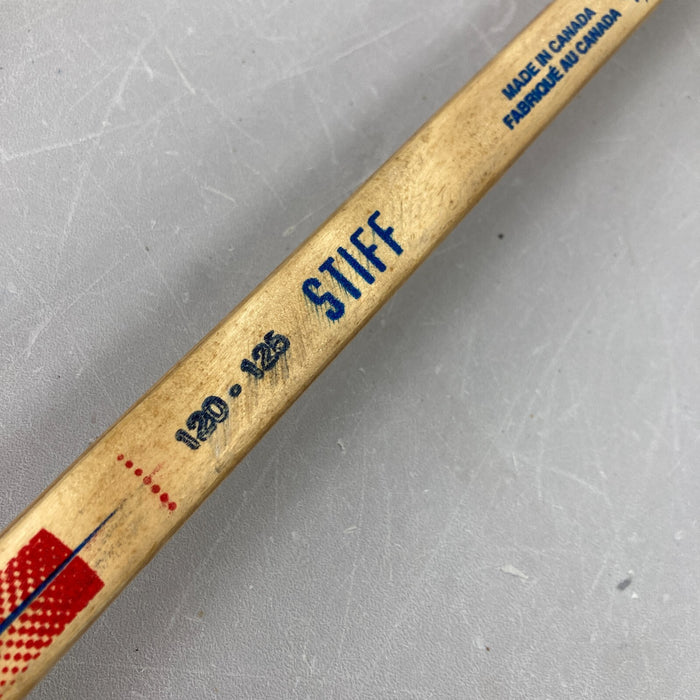 120 - 125
STIFF
MADE IN CANADA
FABRIQUÉ AU CANADA